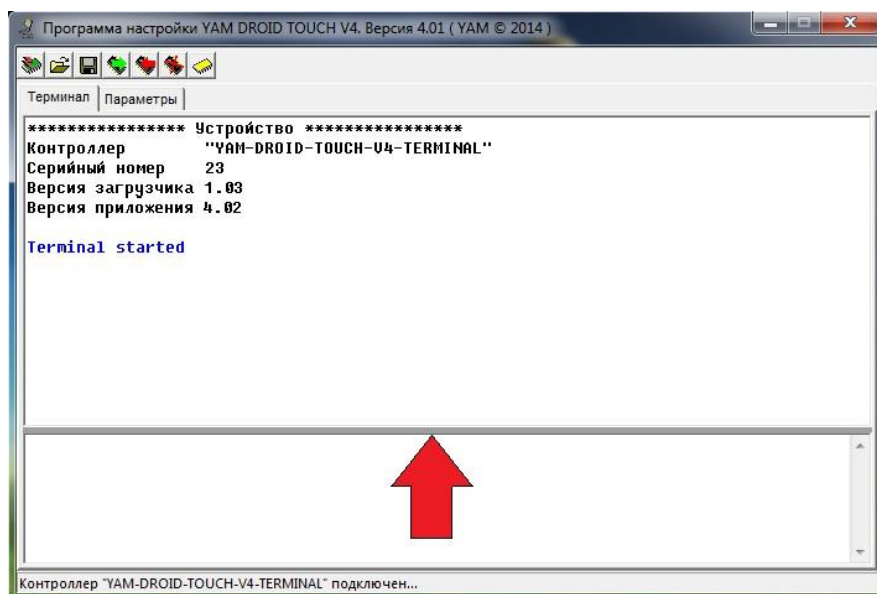 Программа настройки YAM DROID TOUCH V4. Версия 4.01 ( YAM © 2014 )
Терминал Параметры
**************** Устройство ****************
Контроллер "YAM-DROID-TOUCH-V4-TERMINAL"
Серийный номер 23
Версия загрузчика 1.03
Версия приложения 4.02
Terminal started
Контроллер "YAM-DROID-TOUCH-V4-TERMINAL" подключен...